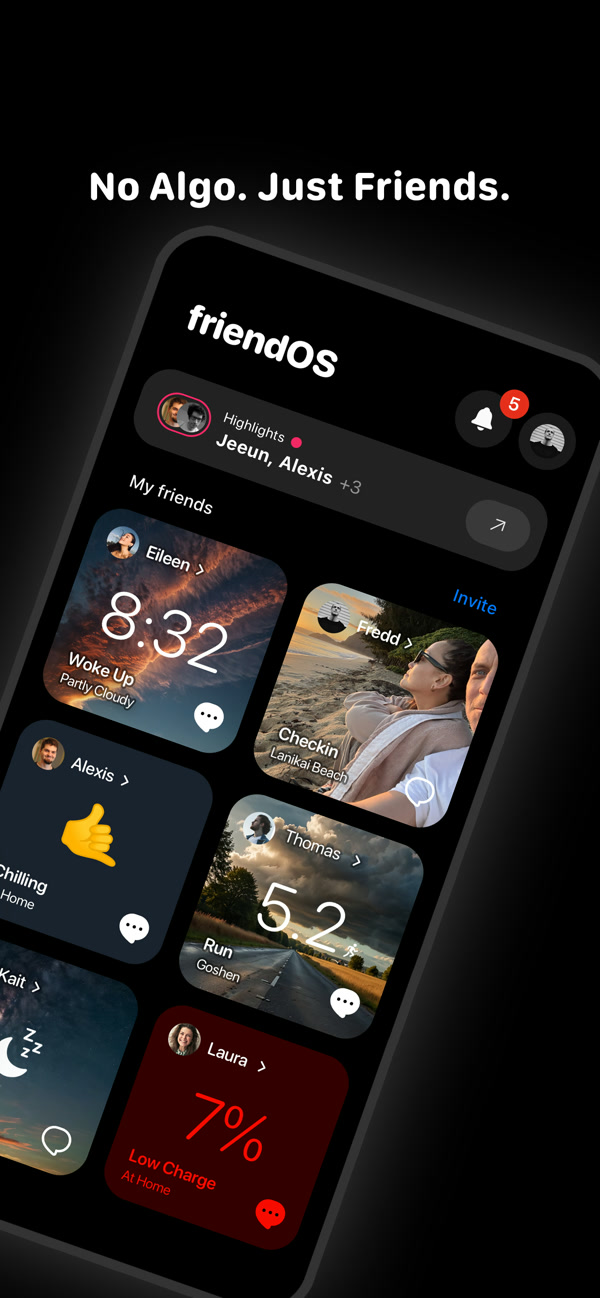 No Algo. Just Friends.
friendOS
5
Highlights
Jeeun, Alexis +3
My friends
Invite
Eileen >
8:32
Woke Up
Partly Cloudy
Fredd >
Checkin
Lanikai Beach
Alexis >
🤙
Chilling
Home
Thomas >
5.2
Run
Goshen
Kait >
z z z
Laura >
7%
Low Charge
At Home